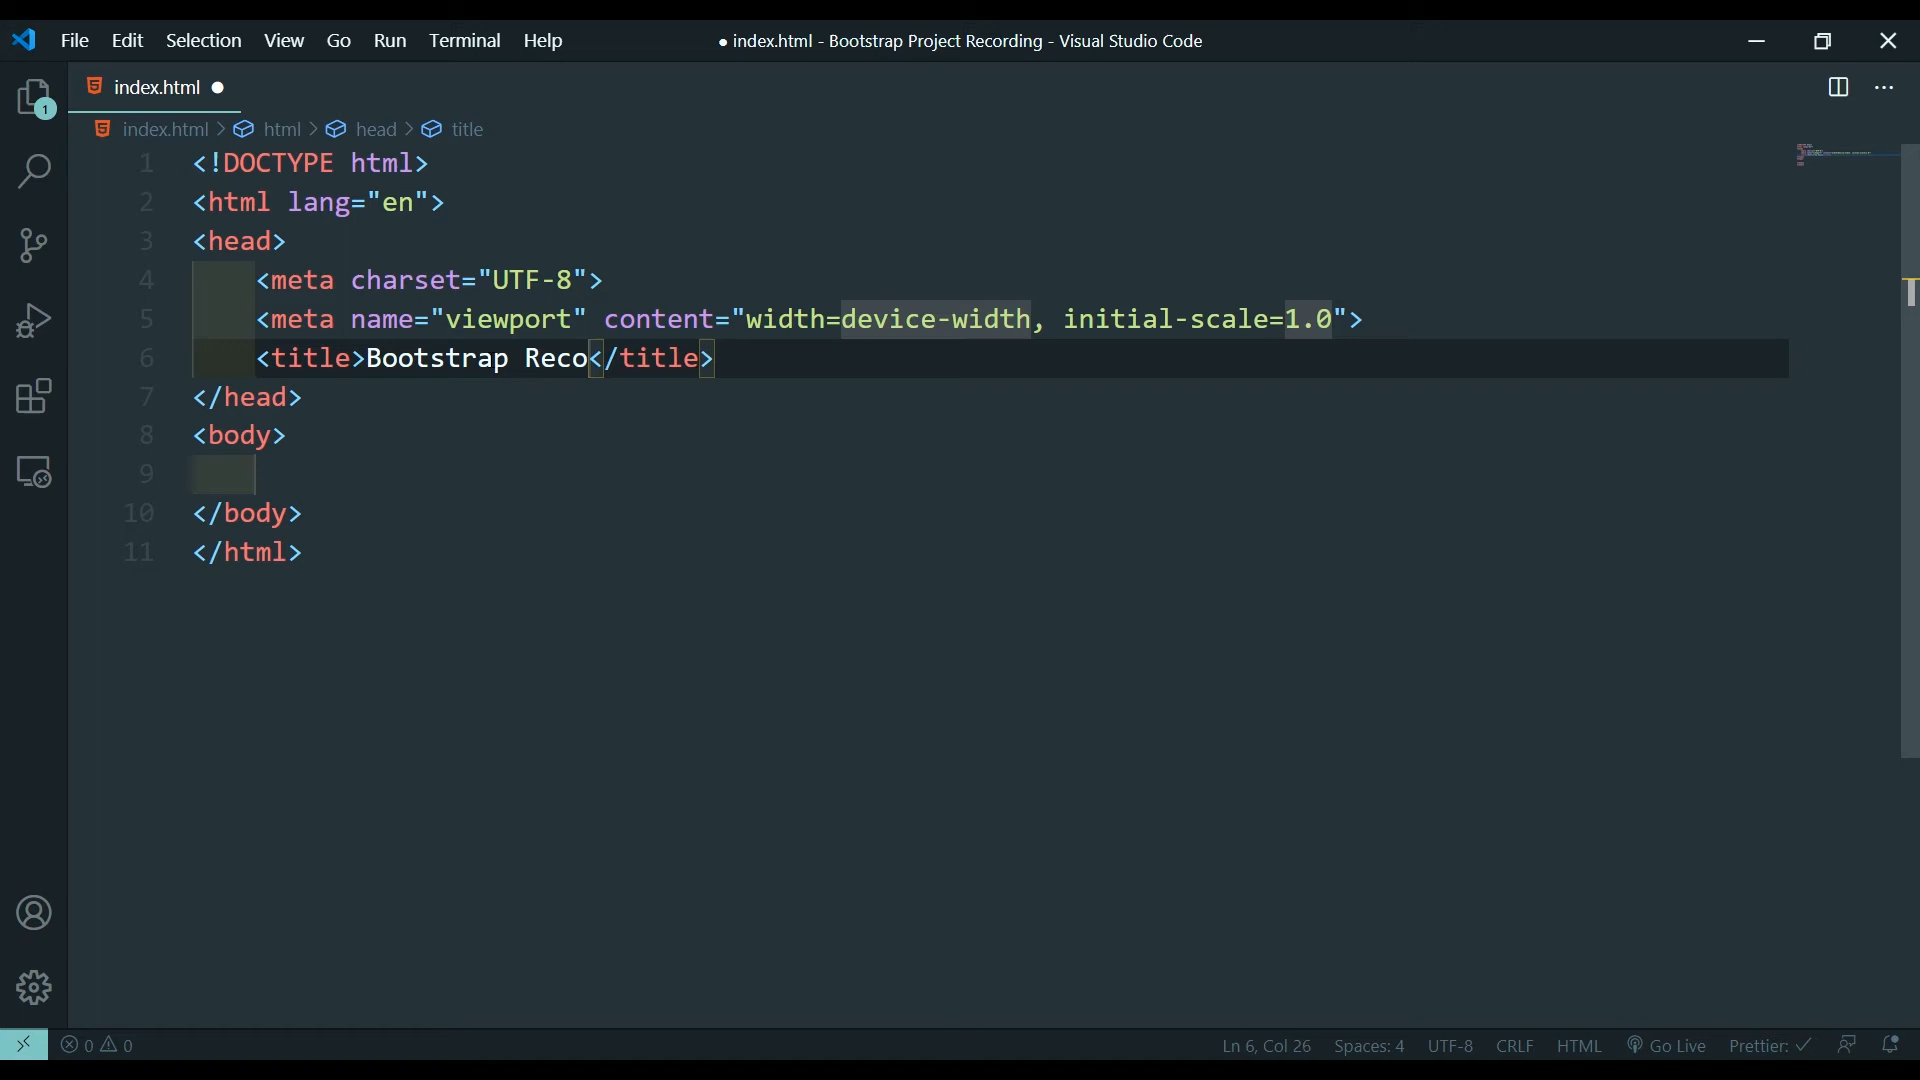 File Edit Selection View Go Run Terminal Help
● index.html - Bootstrap Project Recording - Visual Studio Code
index.html ●
1
index.html > html > head > title
1 <!DOCTYPE html>
2 <html lang="en">
3 <head>
4     <meta charset="UTF-8">
5     <meta name="viewport" content="width=device-width, initial-scale=1.0">
6     <title>Bootstrap Reco</title>
7 </head>
8 <body>
9
10 </body>
11 </html>
0 0 Ln 6, Col 26 Spaces: 4 UTF-8 CRLF HTML Go Live Prettier: ✓